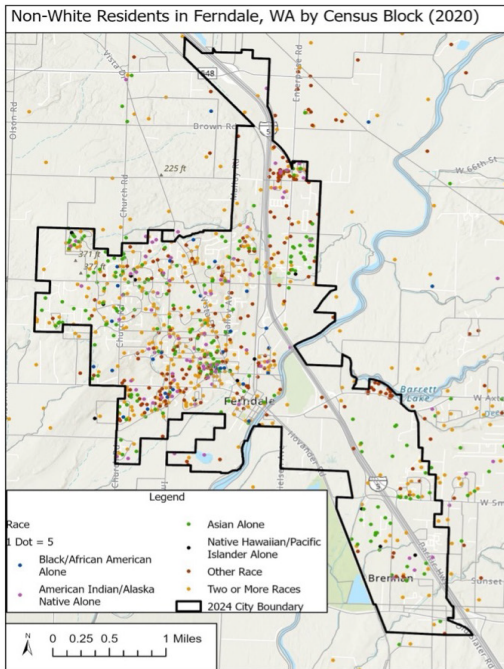 Non-White Residents in Ferndale, WA by Census Block (2020)
Vista D
548
Enterprise Rd
Olson Rd
Brown Rd
5
W 66th St
225 ft
Church Rd
371 ft
Barrett
Lake
W Axt
Ferndale
Hovander Rd
5
W Sm
Brennan
Sunset
Legend
Race
1 Dot = 5
Black/African American
Alone
American Indian/Alaska
Native Alone
Asian Alone
Native Hawaiian/Pacific
Islander Alone
Other Race
Two or More Races
2024 City Boundary
N
0 0.25 0.5 1 Miles